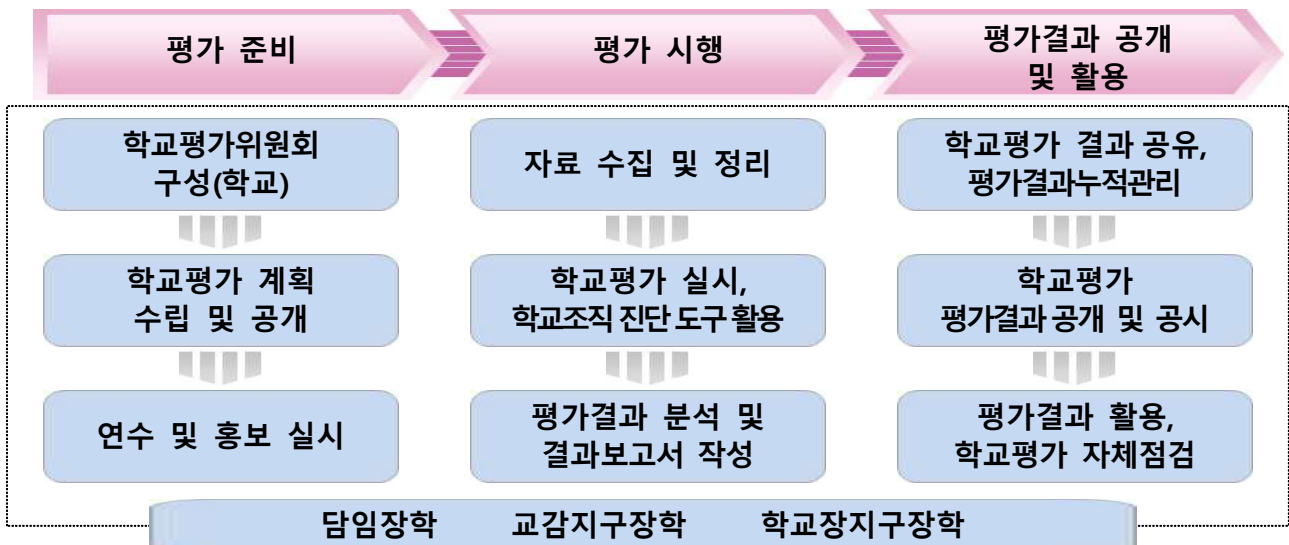 평가 준비
평가 시행
평가결과 공개
및 활용
학교평가위원회
구성(학교)
학교평가 계획
수립 및 공개
연수 및 홍보 실시
자료 수집 및 정리
학교평가 실시,
학교조직 진단 도구 활용
평가결과 분석 및
결과보고서 작성
학교평가 결과 공유,
평가결과누적관리
학교평가
평가결과 공개 및 공시
평가결과 활용,
학교평가 자체점검
담임장학 교감지구장학 학교장지구장학